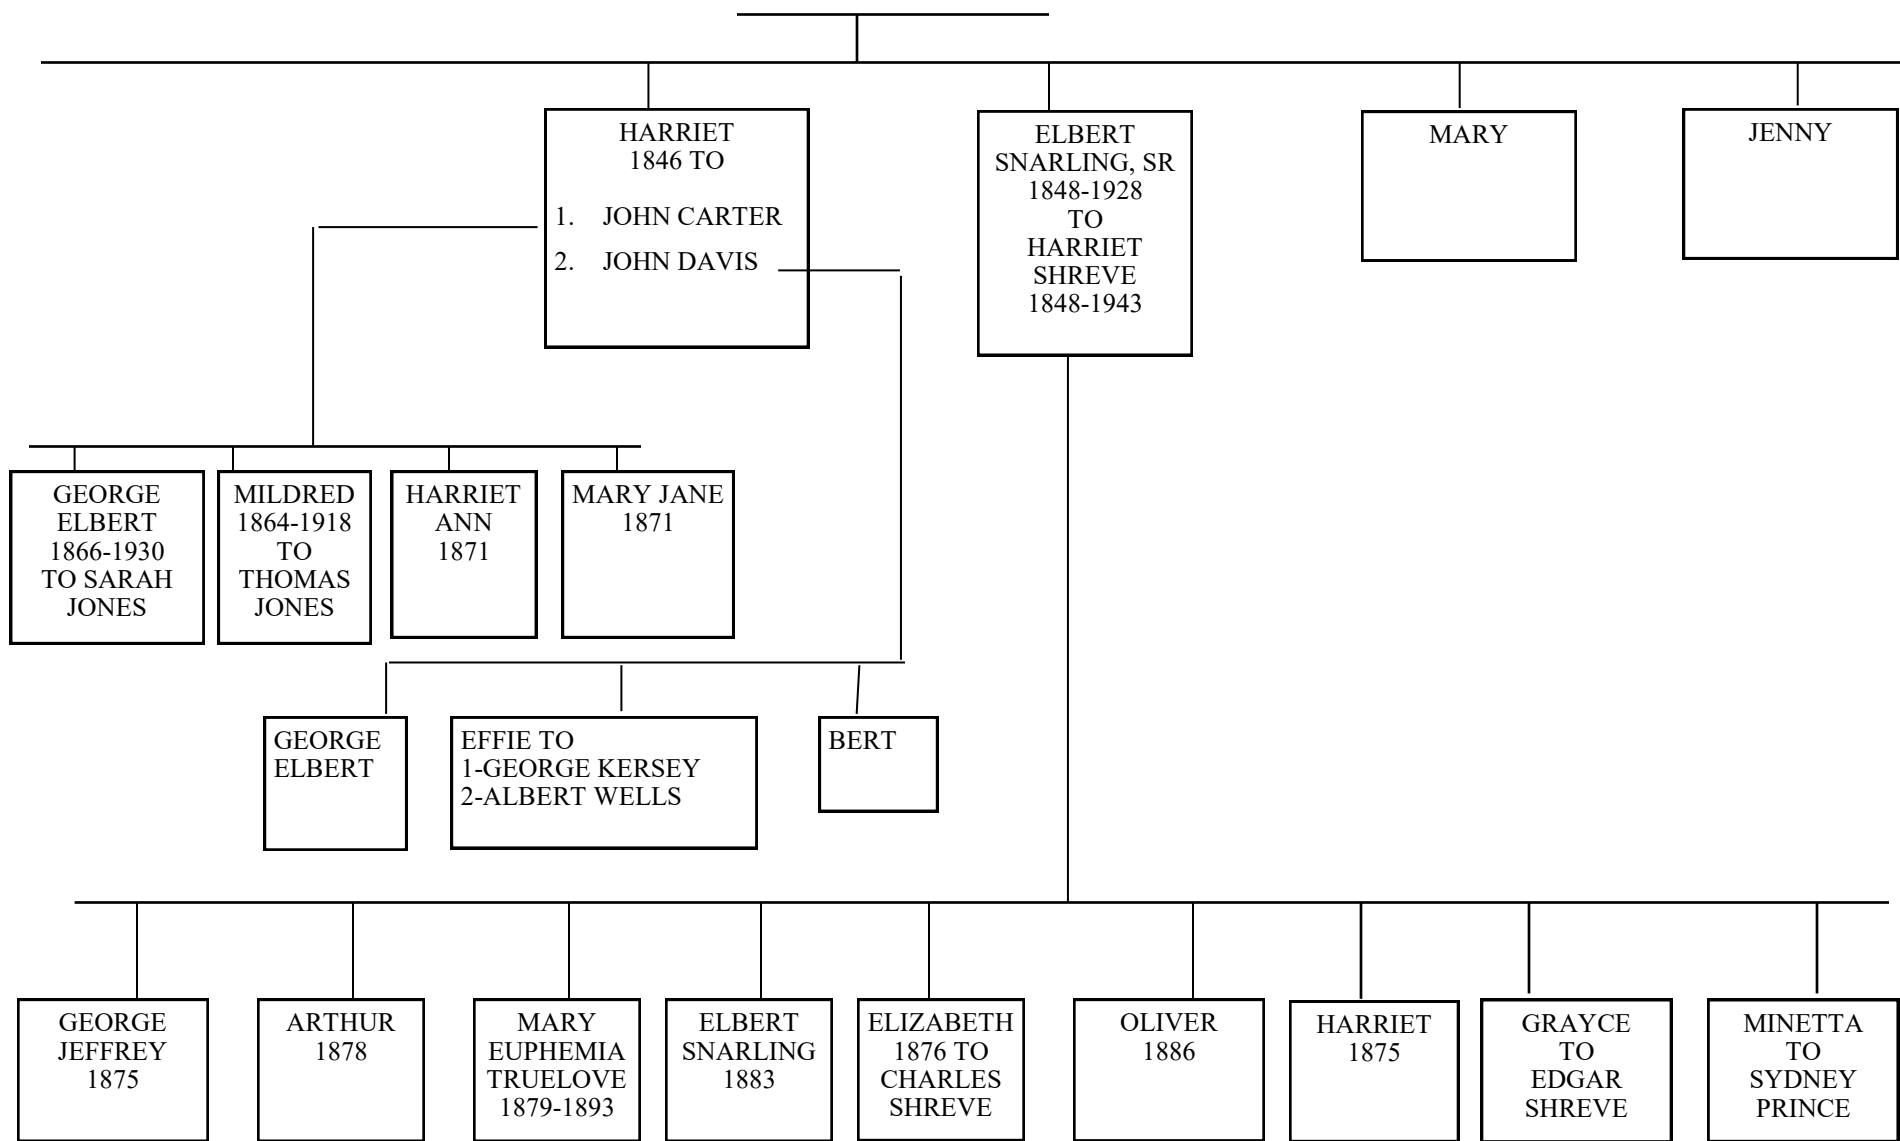 HARRIET
1846 TO
1. JOHN CARTER
2. JOHN DAVIS
ELBERT
SNARLING, SR
1848-1928
TO
HARRIET
SHREVE
1848-1943
MARY
JENNY
GEORGE
ELBERT
1866-1930
TO SARAH
JONES
MILDRED
1864-1918
TO
THOMAS
JONES
HARRIET
ANN
1871
MARY JANE
1871
GEORGE
ELBERT
EFFIE TO
1-GEORGE KERSEY
2-ALBERT WELLS
BERT
GEORGE
JEFFREY
1875
ARTHUR
1878
MARY
EUPHEMIA
TRUELOVE
1879-1893
ELBERT
SNARLING
1883
ELIZABETH
1876 TO
CHARLES
SHREVE
OLIVER
1886
HARRIET
1875
GRAYCE
TO
EDGAR
SHREVE
MINETTA
TO
SYDNEY
PRINCE